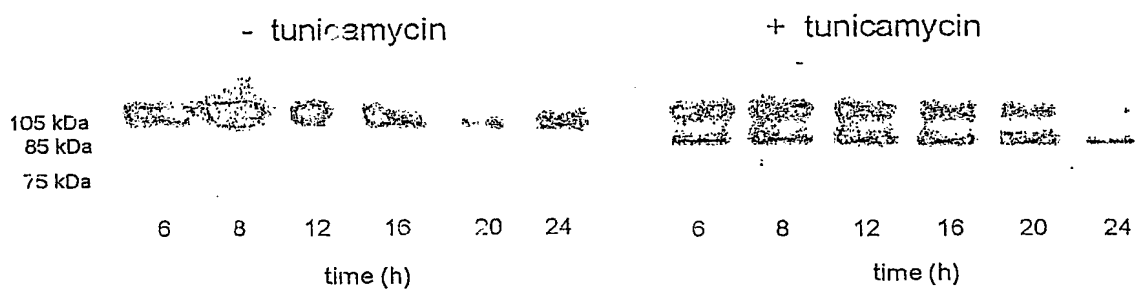 - tunicamycin
+ tunicamycin
105 kDa
85 kDa
75 kDa
6 8 12 16 20 24
6 8 12 16 20 24
time (h)
time (h)